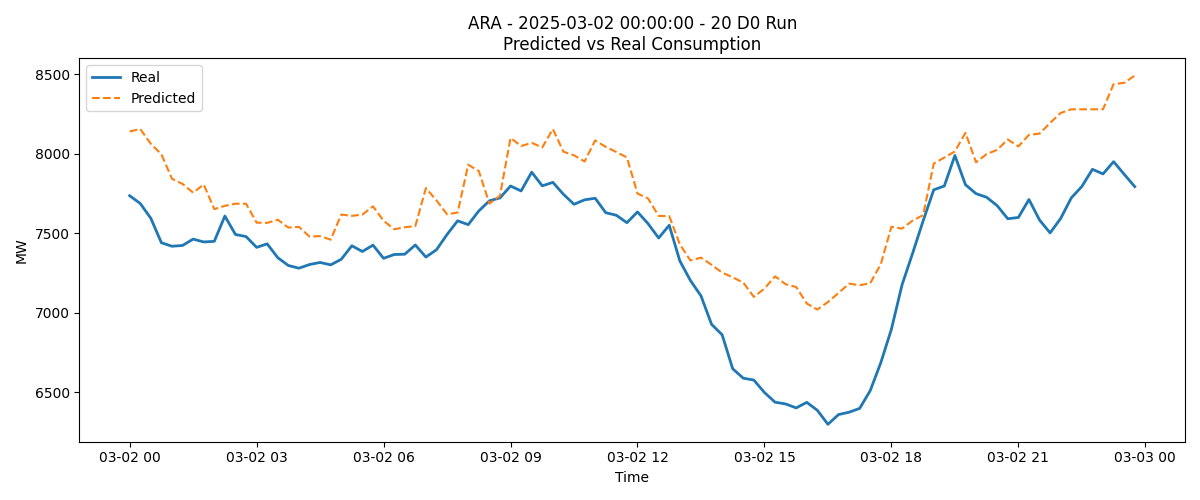 ARA - 2025-03-02 00:00:00 - 20 D0 Run
Predicted vs Real Consumption
Real
Predicted
8500
8000
7500
7000
6500
MW
03-02 00
03-02 03
03-02 06
03-02 09
03-02 12
03-02 15
03-02 18
03-02 21
03-03 00
Time